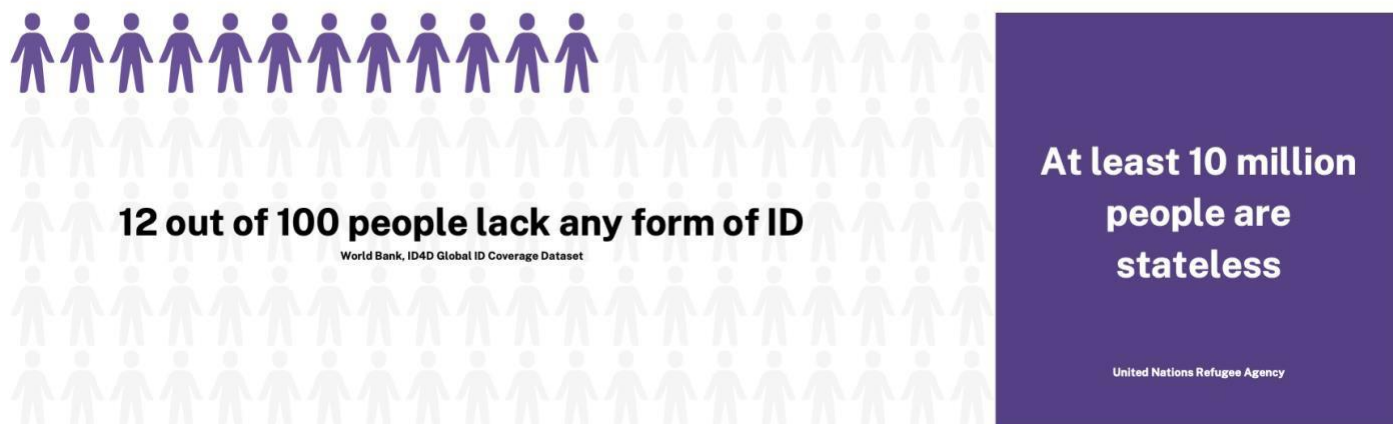 12 out of 100 people lack any form of ID
World Bank, ID4D Global ID Coverage Dataset
At least 10 million
people are
stateless
United Nations Refugee Agency